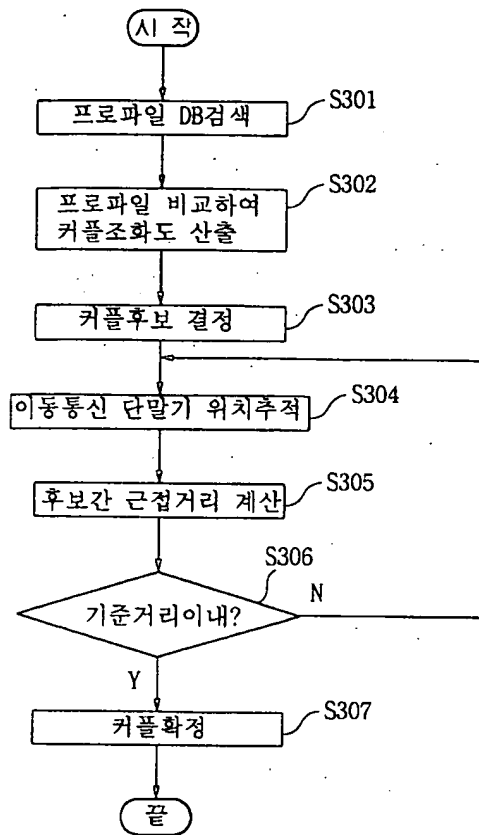 시 작
프로파일 DB검색
S301
프로파일 비교하여
커플조화도 산출
S302
커플후보 결정
S303
이동통신 단말기 위치추적
S304
후보간 근접거리 계산
S305
기준거리이내?
S306
N
Y
커플확정
S307
끝